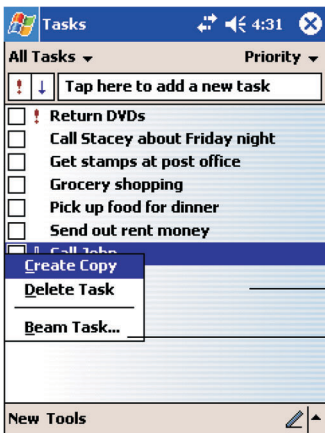 Tasks 4:31
All Tasks Priority
! ↓ Tap here to add a new task
! Return DVDs
Call Stacey about Friday night
Get stamps at post office
Grocery shopping
Pick up food for dinner
Send out rent money
Call John
Create Copy
Delete Task
Beam Task...
New Tools